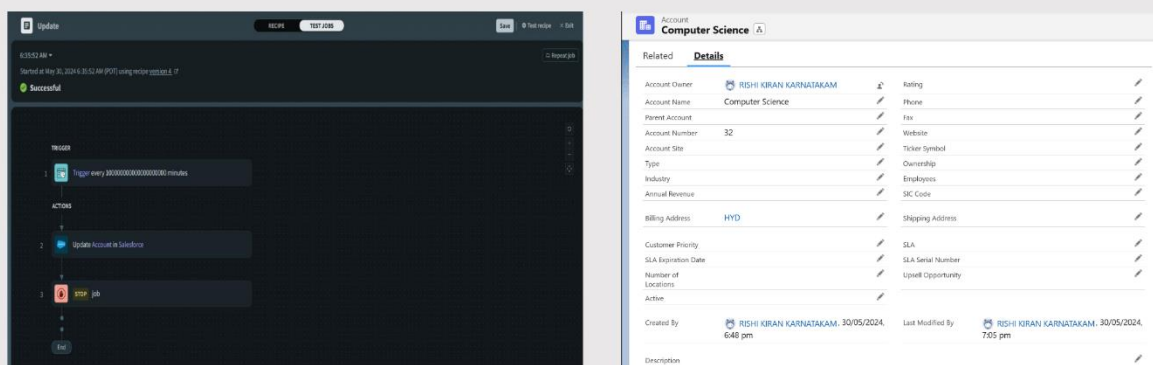 Update
RECIPE
TEST JOBS
Save
Test recipe
Exit
6:35:52 AM
Repeat job
Started at May 30, 2024 6:35:52 AM (PDT) using recipe version 4
Successful
TRIGGER
1 Trigger every
minutes
ACTIONS
2 Update Account in Salesforce
3 STOP job
End
Account
Computer Science
Related Details
Account Owner RISHI KIRAN KARNATAKAM Rating
Account Name Computer Science Phone
Parent Account Fax
Account Number 32 Website
Account Site Ticker Symbol
Type Ownership
Industry Employees
Annual Revenue SIC Code
Billing Address HYD Shipping Address
Customer Priority SLA
SLA Expiration Date SLA Serial Number
Number of Upsell Opportunity
Locations
Active
Created By RISHI KIRAN KARNATAKAM, 30/05/2024, Last Modified By RISHI KIRAN KARNATAKAM, 30/05/2024,
6:48 pm 7:05 pm
Description